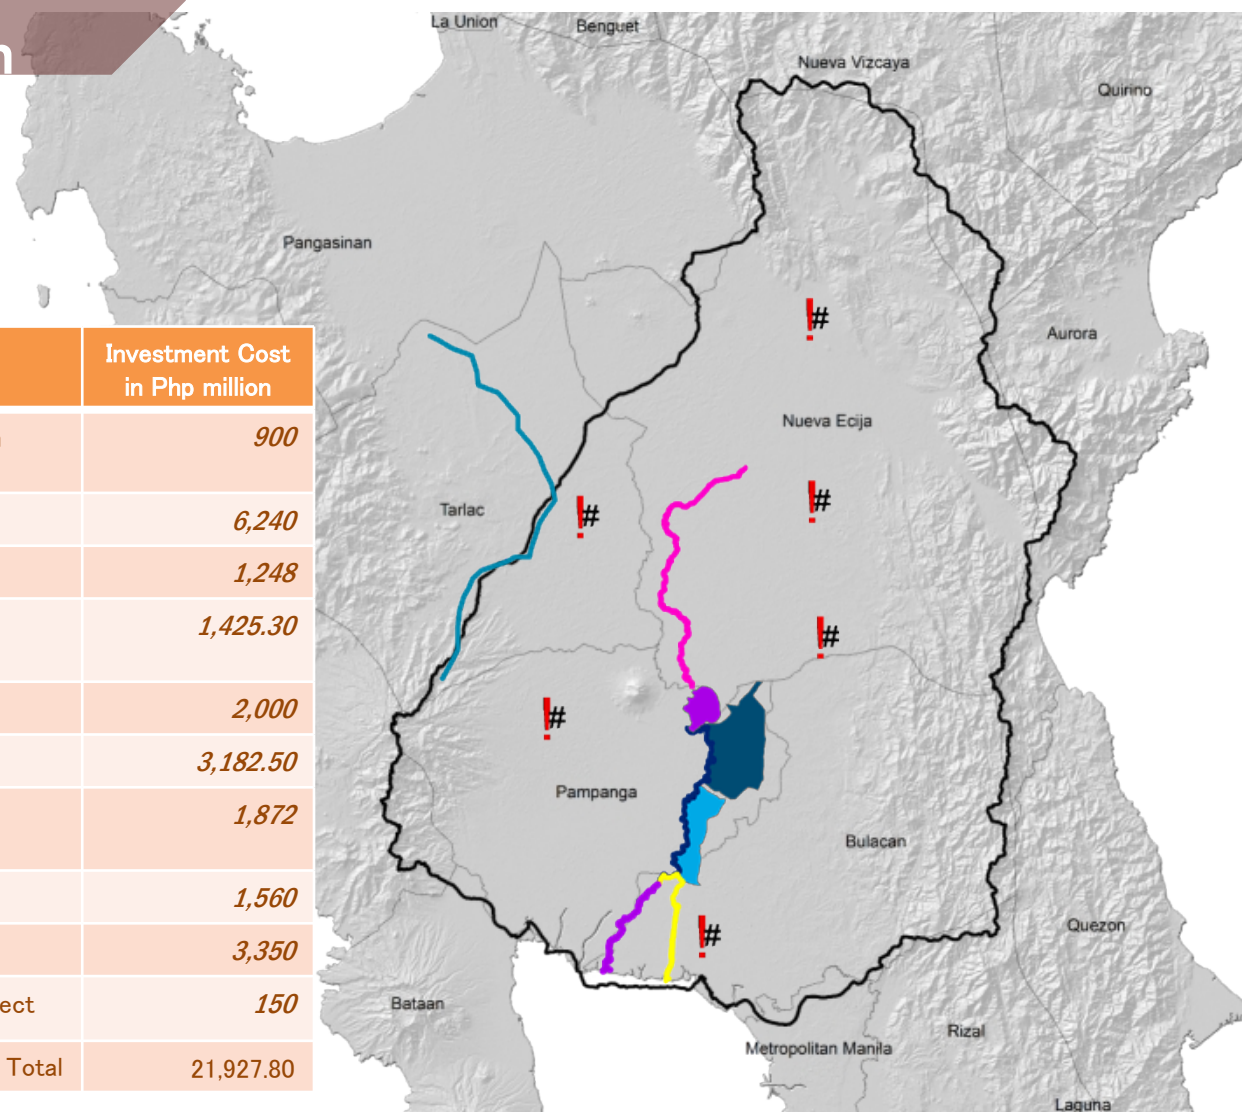 n
La Union
Benguet
Nueva Vizcaya
Quirino
Pangasinan
Aurora
Nueva Ecija
Tarlac
Pampanga
Bulacan
Quezon
Bataan
Rizal
Metropolitan Manila
Laguna
!#
!#
!#
!#
!#
!#
Investment Cost
in Php million
900
6,240
1,248
1,425.30
2,000
3,182.50
1,872
1,560
3,350
ect 150
Total 21,927.80